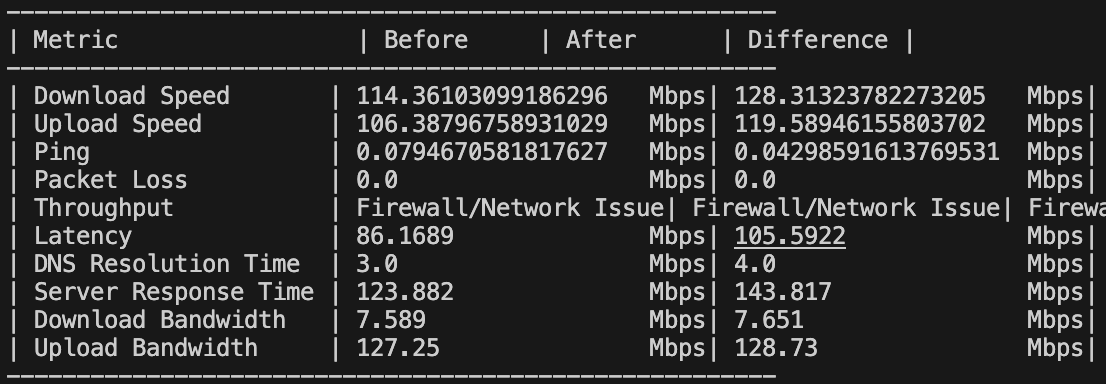 -------------------------------------------------------
| Metric | Before | After | Difference |
-------------------------------------------------------
| Download Speed | 114.36103099186296 Mbps| 128.31323782273205 Mbps|
| Upload Speed | 106.38796758931029 Mbps| 119.58946155803702 Mbps|
| Ping | 0.0794670581817627 Mbps| 0.04298591613769531 Mbps|
| Packet Loss | 0.0 Mbps| 0.0 Mbps|
| Throughput | Firewall/Network Issue| Firewall/Network Issue| Firewa
| Latency | 86.1689 Mbps| 105.5922 Mbps|
| DNS Resolution Time | 3.0 Mbps| 4.0 Mbps|
| Server Response Time | 123.882 Mbps| 143.817 Mbps|
| Download Bandwidth | 7.589 Mbps| 7.651 Mbps|
| Upload Bandwidth | 127.25 Mbps| 128.73 Mbps|
-------------------------------------------------------